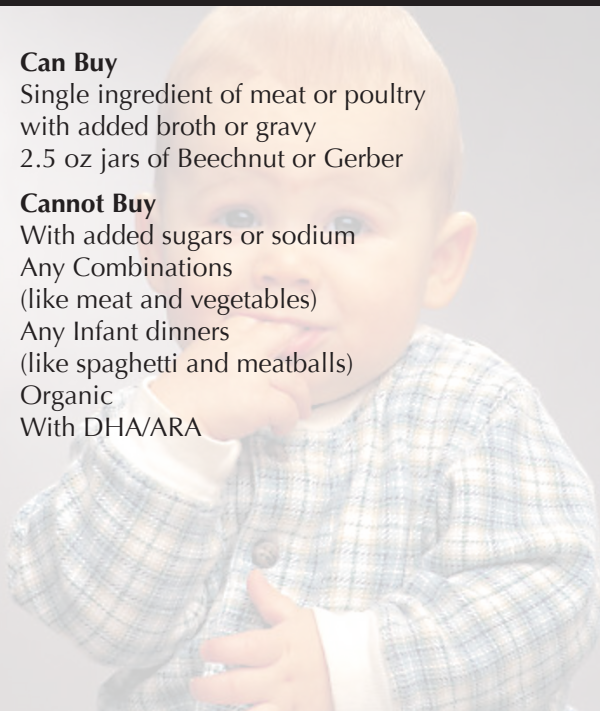 Can Buy
Single ingredient of meat or poultry
with added broth or gravy
2.5 oz jars of Beechnut or Gerber
Cannot Buy
With added sugars or sodium
Any Combinations
(like meat and vegetables)
Any Infant dinners
(like spaghetti and meatballs)
Organic
With DHA/ARA